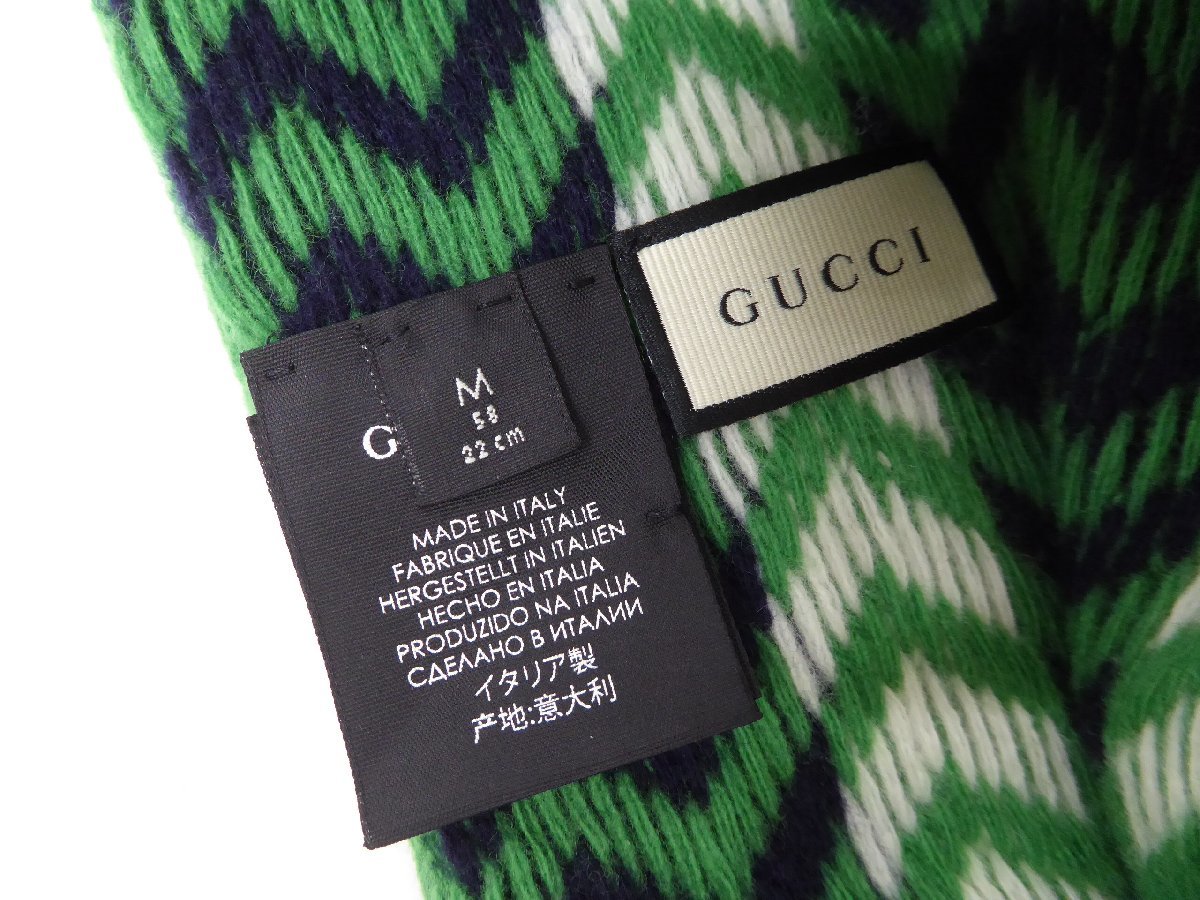 GUCCI
M
58
22 cm
G
MADE IN ITALY
FABRIQUE EN ITALIE
HERGESTELLT IN ITALIEN
HECHO EN ITALIA
PRODUZIDO NA ITALIA
СДЕЛАНО В ИТАЛИИ
イタリア製
产地:意大利